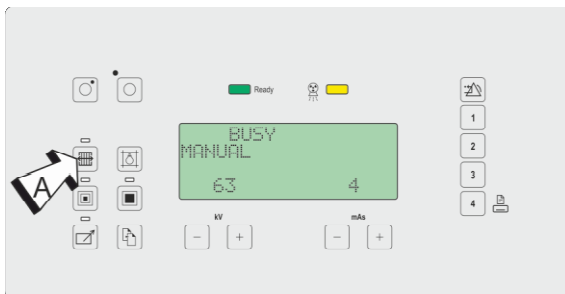 Ready
1
BUSY
MANUAL
2
A
3
63 4
4
kV mAs
- + - +